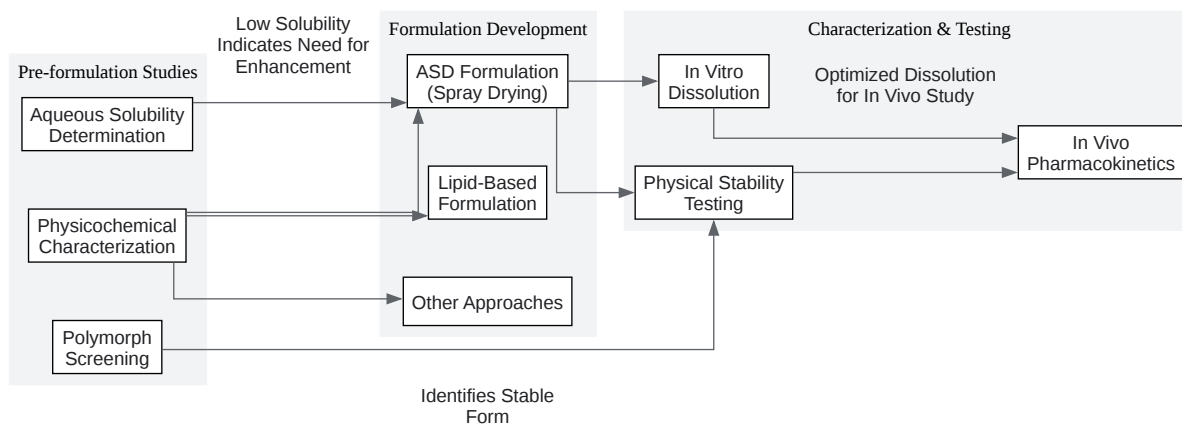 Pre-formulation Studies
Aqueous Solubility
Determination
Physicochemical
Characterization
Polymorph
Screening
Low Solubility
Indicates Need for
Enhancement
Formulation Development
ASD Formulation
(Spray Drying)
Lipid-Based
Formulation
Other Approaches
Identifies Stable
Form
Characterization & Testing
In Vitro
Dissolution
Optimized Dissolution
for In Vivo Study
Physical Stability
Testing
In Vivo
Pharmacokinetics